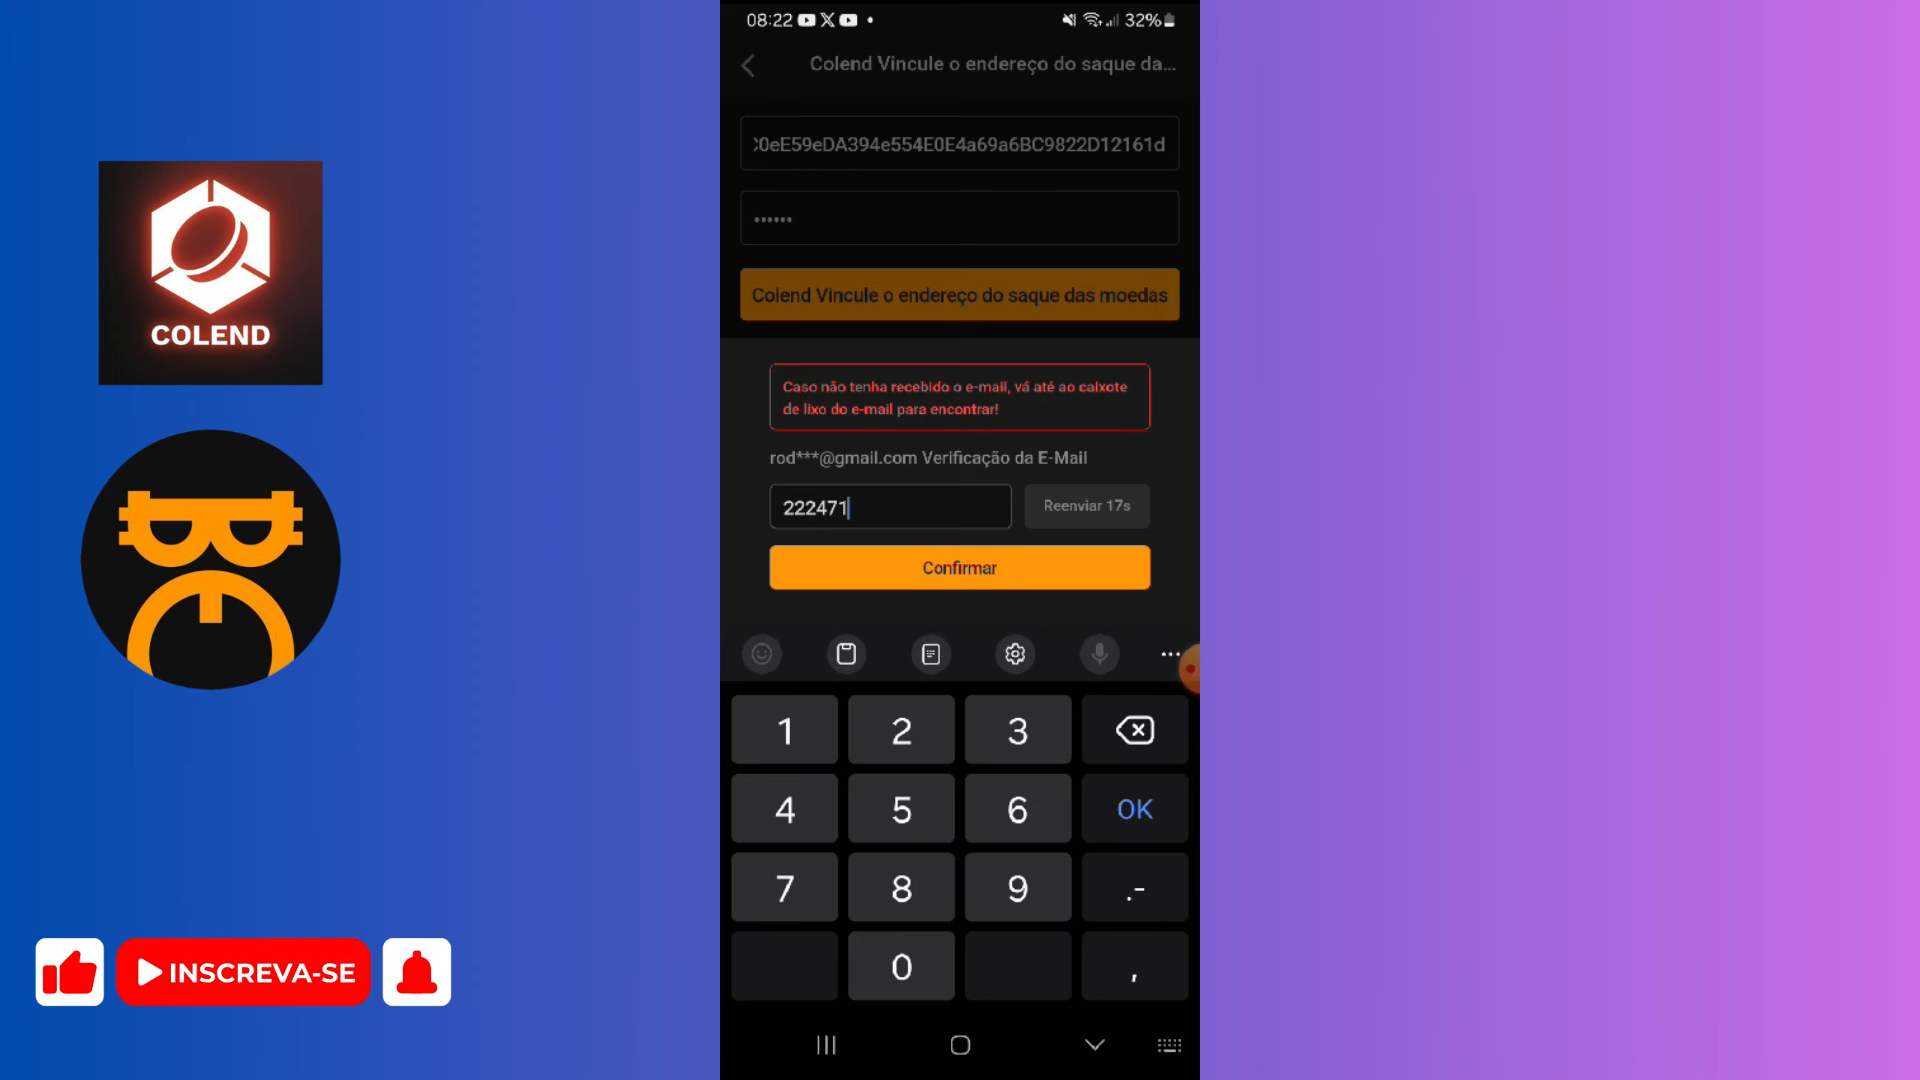 08:22
32%
Colend Vincule o endereço do saque da...
C0eE59eDA394e554E0E4a69a6BC9822D12161d
••••••
Colend Vincule o endereço do saque das moedas
Caso não tenha recebido o e-mail, vá até ao caixote
de lixo do e-mail para encontrar!
rod***@gmail.com Verificação da E-Mail
222471
Reenviar 17s
Confirmar
1 2 3
4 5 6 OK
7 8 9 .-
0 ,
COLEND
INSCREVA-SE